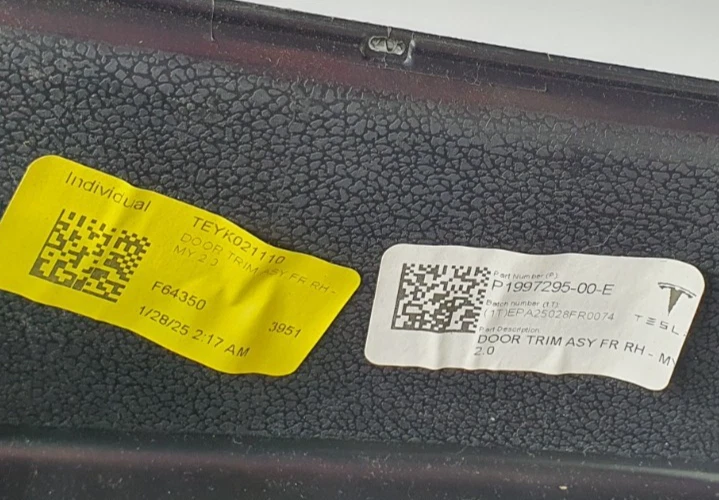 Individual
TEYK021110
DOOR TRIM ASY FR RH -
MY 2.0
F64350
3951
1/28/25 2:17 AM
Part Number (P)
P1997295-00-E
Batch number (1T)
(1T)EPA25028FR0074
Part Description
DOOR TRIM ASY FR RH - MY
2.0
TESL